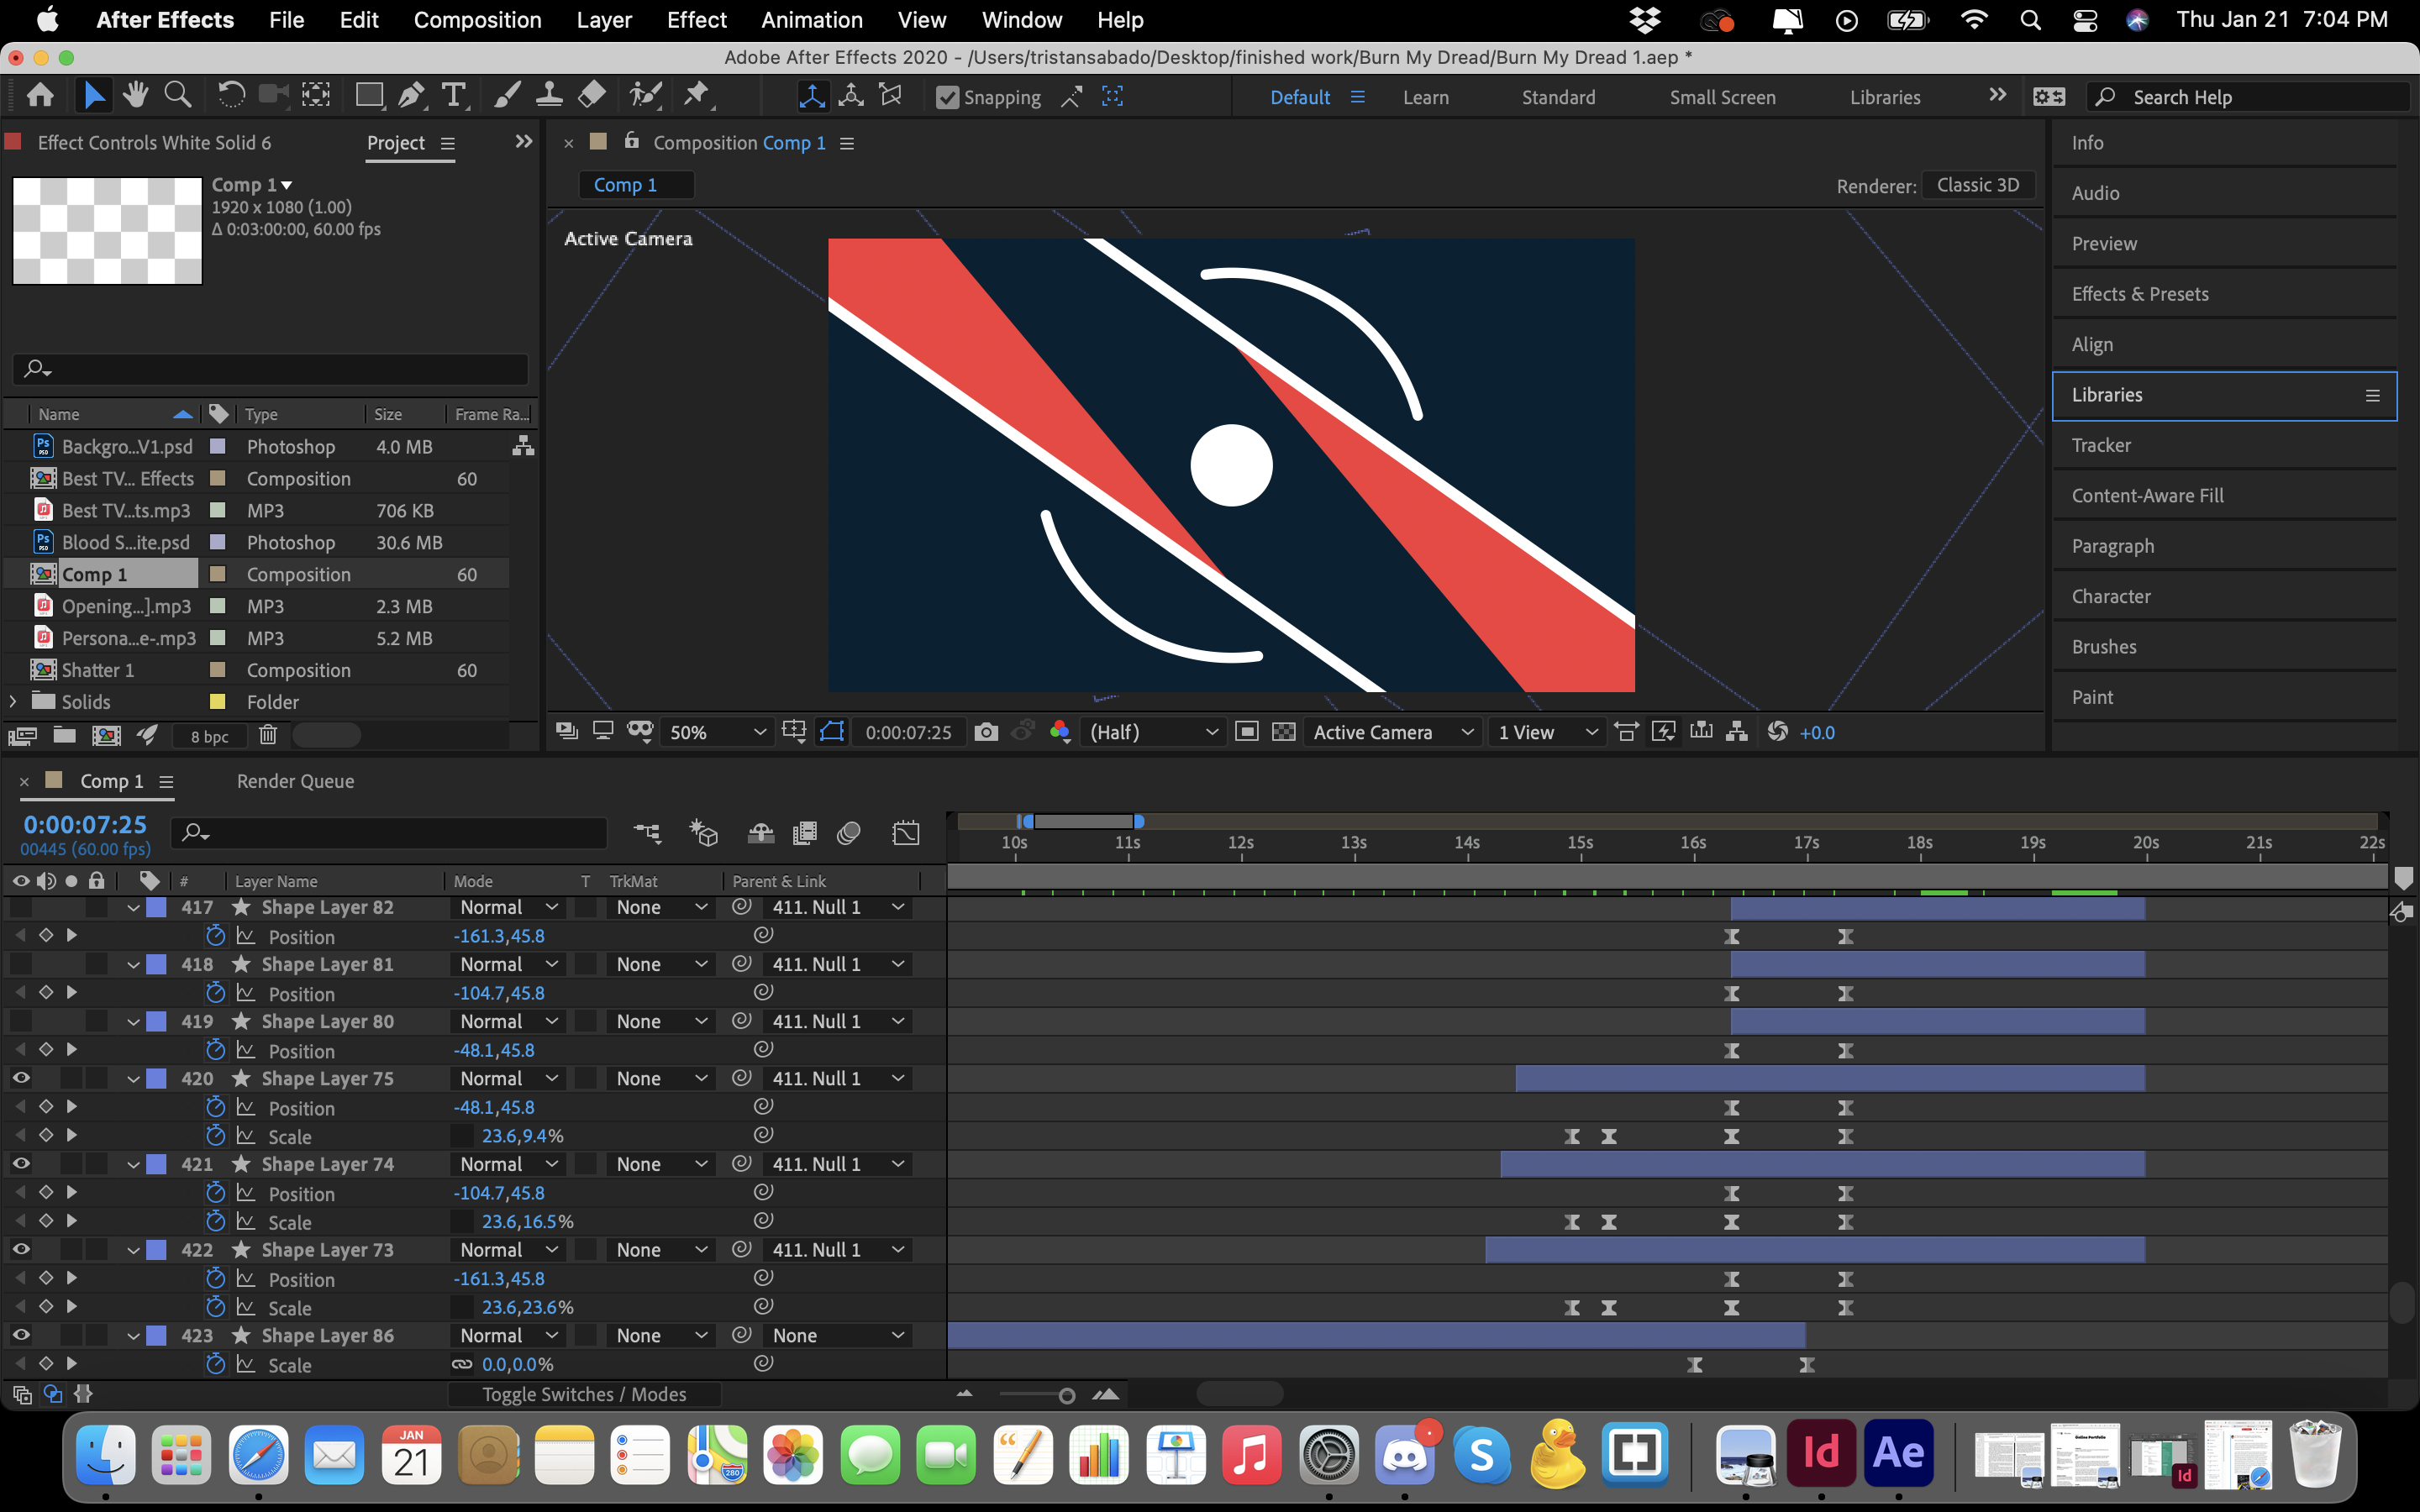 After Effects File Edit Composition Layer Effect Animation View Window Help Thu Jan 21 7:04 PM
Adobe After Effects 2020 - /Users/tristansabado/Desktop/finished work/Burn My Dread/Burn My Dread 1.aep *
Snapping Default Learn Standard Small Screen Libraries Search Help
Effect Controls White Solid 6 Project Composition Comp 1 Info
Comp 1
1920 x 1080 (1.00)
Δ 0:03:00:00, 60.00 fps
Comp 1 Renderer: Classic 3D
Active Camera
Audio
Preview
Effects & Presets
Align
Libraries
Tracker
Content-Aware Fill
Paragraph
Character
Brushes
Paint
Name Type Size Frame Ra...
Backgro...V1.psd Photoshop 4.0 MB
Best TV... Effects Composition 60
Best TV...ts.mp3 MP3 706 KB
Blood S...ite.psd Photoshop 30.6 MB
Comp 1 Composition 60
Opening...].mp3 MP3 2.3 MB
Persona...e-.mp3 MP3 5.2 MB
Shatter 1 Composition 60
Solids Folder
8 bpc 50% 0:00:07:25 (Half) Active Camera 1 View +0.0
Comp 1 Render Queue
0:00:07:25
00445 (60.00 fps)
10s 11s 12s 13s 14s 15s 16s 17s 18s 19s 20s 21s 22s
# Layer Name Mode T TrkMat Parent & Link
417 Shape Layer 82 Normal None 411. Null 1
Position -161.3,45.8
418 Shape Layer 81 Normal None 411. Null 1
Position -104.7,45.8
419 Shape Layer 80 Normal None 411. Null 1
Position -48.1,45.8
420 Shape Layer 75 Normal None 411. Null 1
Position -48.1,45.8
Scale 23.6,9.4%
421 Shape Layer 74 Normal None 411. Null 1
Position -104.7,45.8
Scale 23.6,16.5%
422 Shape Layer 73 Normal None 411. Null 1
Position -161.3,45.8
Scale 23.6,23.6%
423 Shape Layer 86 Normal None None
Scale 0.0,0.0%
Toggle Switches / Modes
JAN
21
280
S
Id
Ae